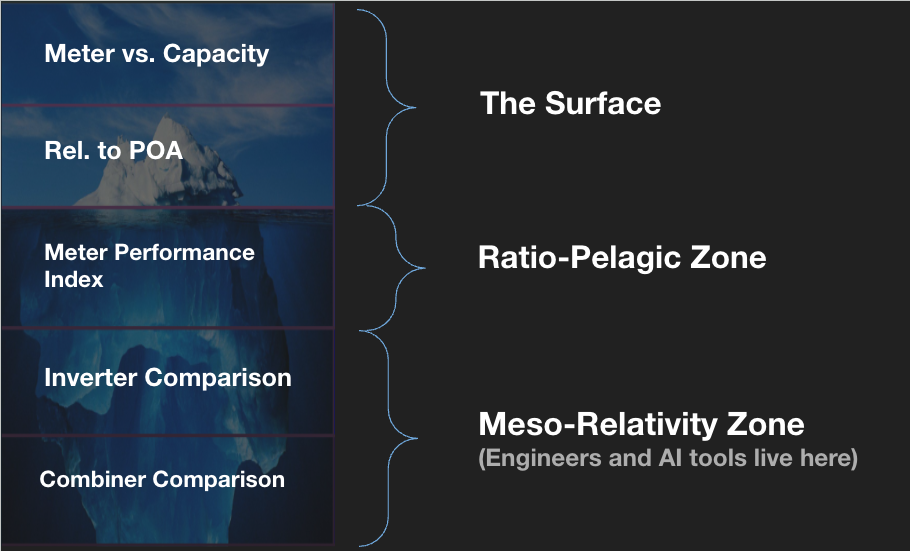 Meter vs. Capacity
Rel. to POA
Meter Performance
Index
Inverter Comparison
Combiner Comparison
The Surface
Ratio-Pelagic Zone
Meso-Relativity Zone
(Engineers and AI tools live here)